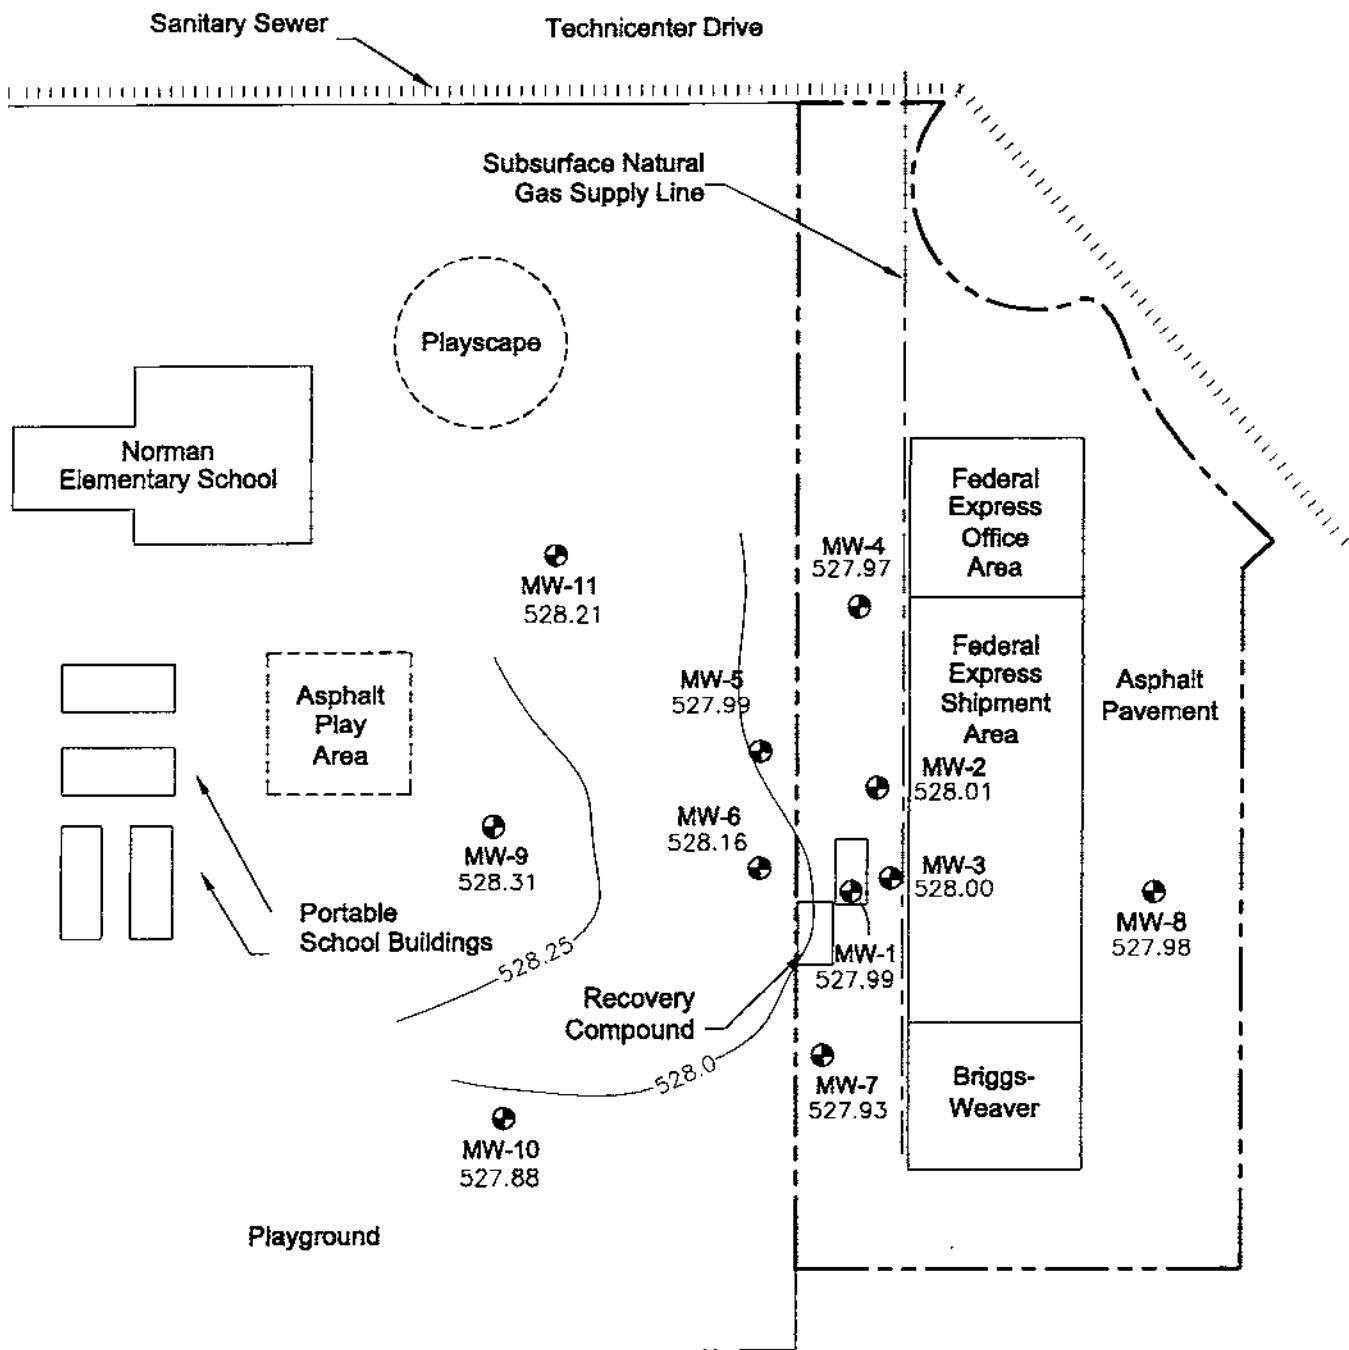 Sanitary Sewer
Technicenter Drive
Subsurface Natural
Gas Supply Line
Playscape
Norman
Elementary School
Federal
Express
Office
Area
MW-4
527.97
MW-11
528.21
Federal
Express
Shipment
Area
Asphalt
Pavement
MW-5
527.99
Asphalt
Play
Area
MW-2
528.01
MW-6
528.16
MW-9
528.31
MW-3
528.00
MW-8
527.98
Portable
School Buildings
528.25
MW-1
527.99
Recovery
Compound
528.0
MW-7
527.93
Briggs-
Weaver
MW-10
527.88
Playground